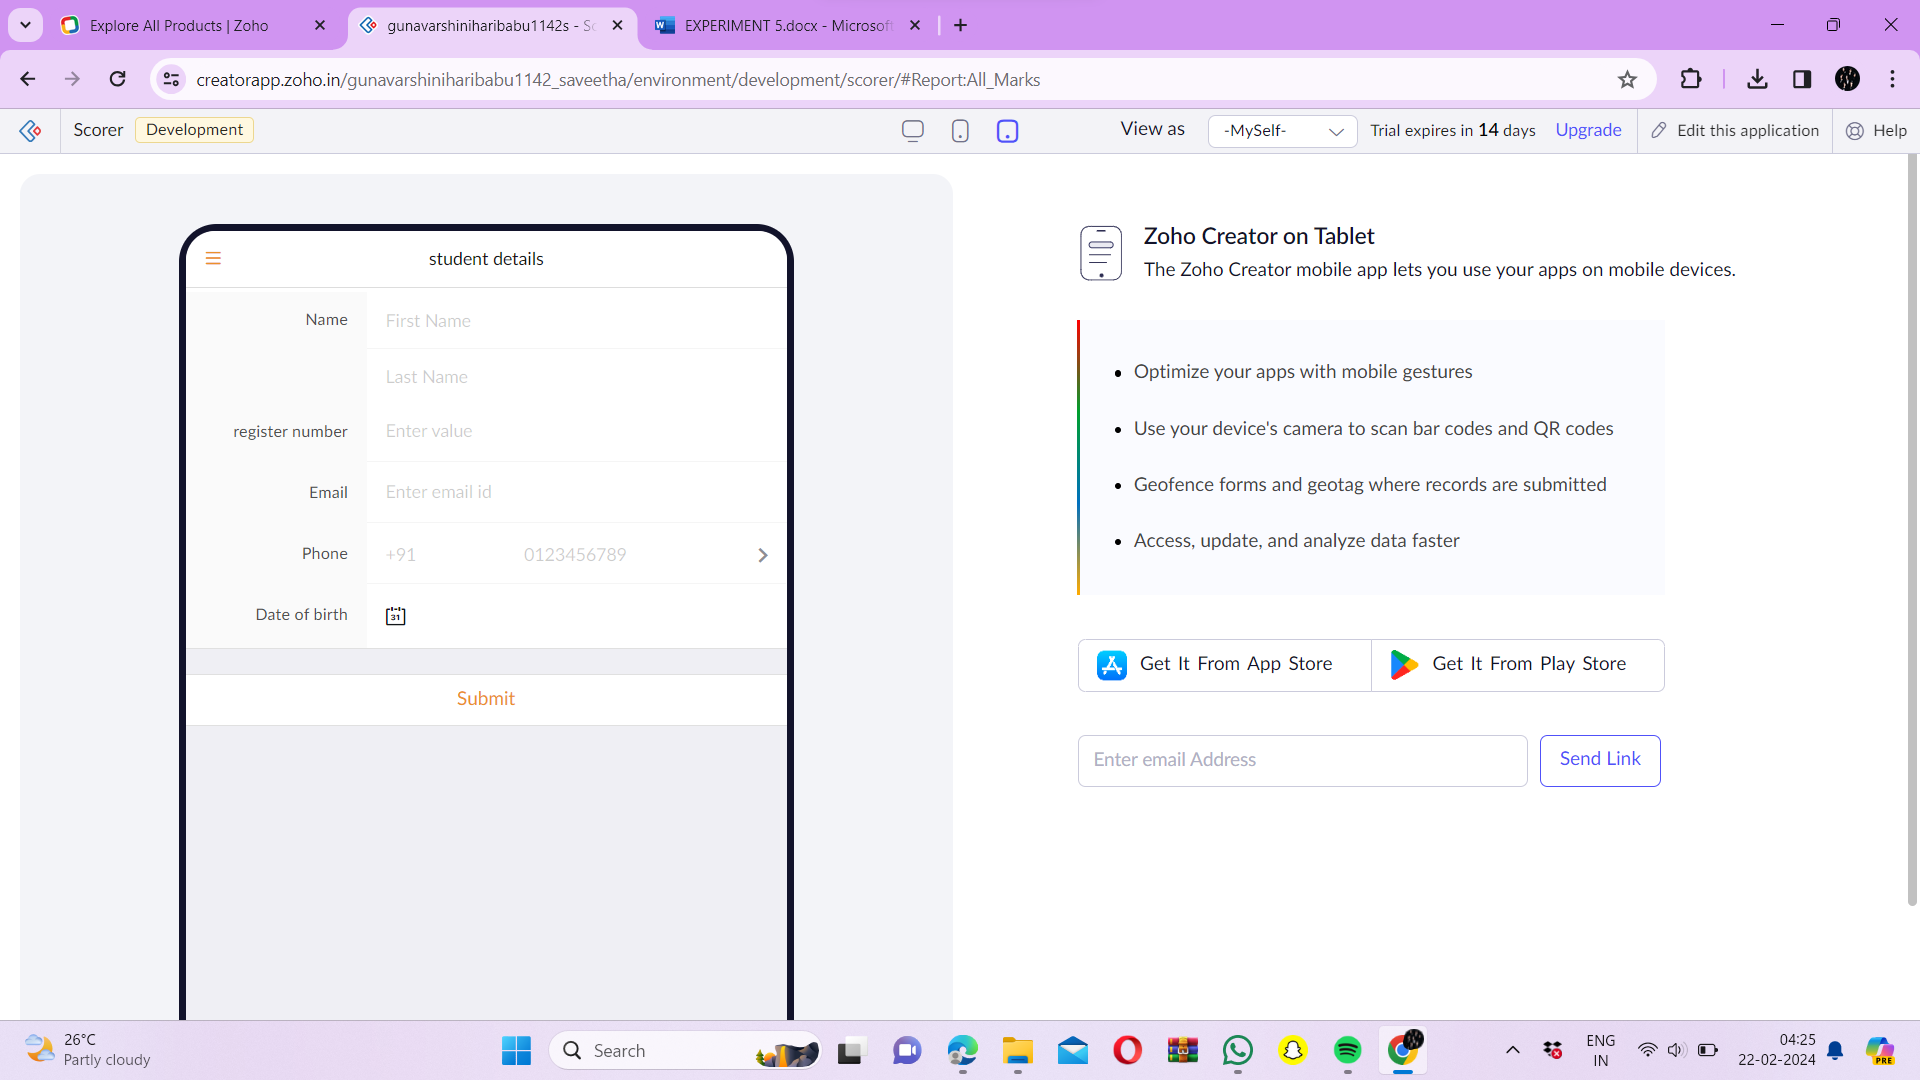 Explore All Products | Zoho
gunavarshiniharibabu1142s - Sc
EXPERIMENT 5.docx - Microsoft
creatorapp.zoho.in/gunavarshiniharibabu1142_saveetha/environment/development/scorer/#Report:All_Marks
Scorer Development View as -MySelf- Trial expires in 14 days Upgrade Edit this application Help
student details
Name First Name
Last Name
register number Enter value
Email Enter email id
Phone +91 0123456789
Date of birth 31
Submit
Zoho Creator on Tablet
The Zoho Creator mobile app lets you use your apps on mobile devices.
• Optimize your apps with mobile gestures
• Use your device's camera to scan bar codes and QR codes
• Geofence forms and geotag where records are submitted
• Access, update, and analyze data faster
Get It From App Store Get It From Play Store
Enter email Address Send Link
26°C
Partly cloudy
Search
ENG
IN
04:25
22-02-2024
PRE